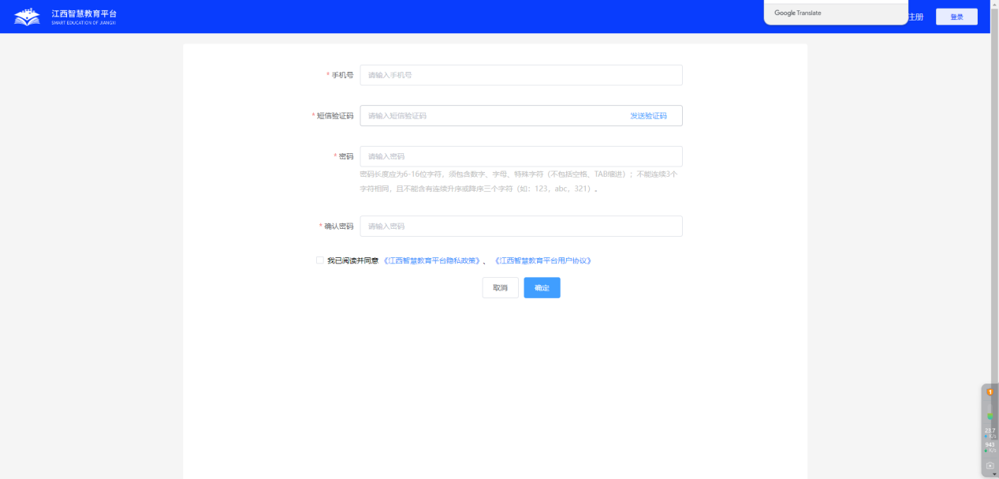 江西智慧教育平台
SMART EDUCATION OF JIANGXI
Google Translate
注册
登录
* 手机号 请输入手机号
* 短信验证码 请输入短信验证码 发送验证码
* 密码 请输入密码
密码长度应为6-16位字符，须包含数字、字母、特殊字符（不包括空格、TAB缩进）；不能连续3个
字符相同，且不能含有连续升序或降序三个字符（如：123，abc，321）。
* 确认密码 请输入密码
我已阅读并同意 《江西智慧教育平台隐私政策》、 《江西智慧教育平台用户协议》
取消 确定
1
23.7
K/s
943
K/s